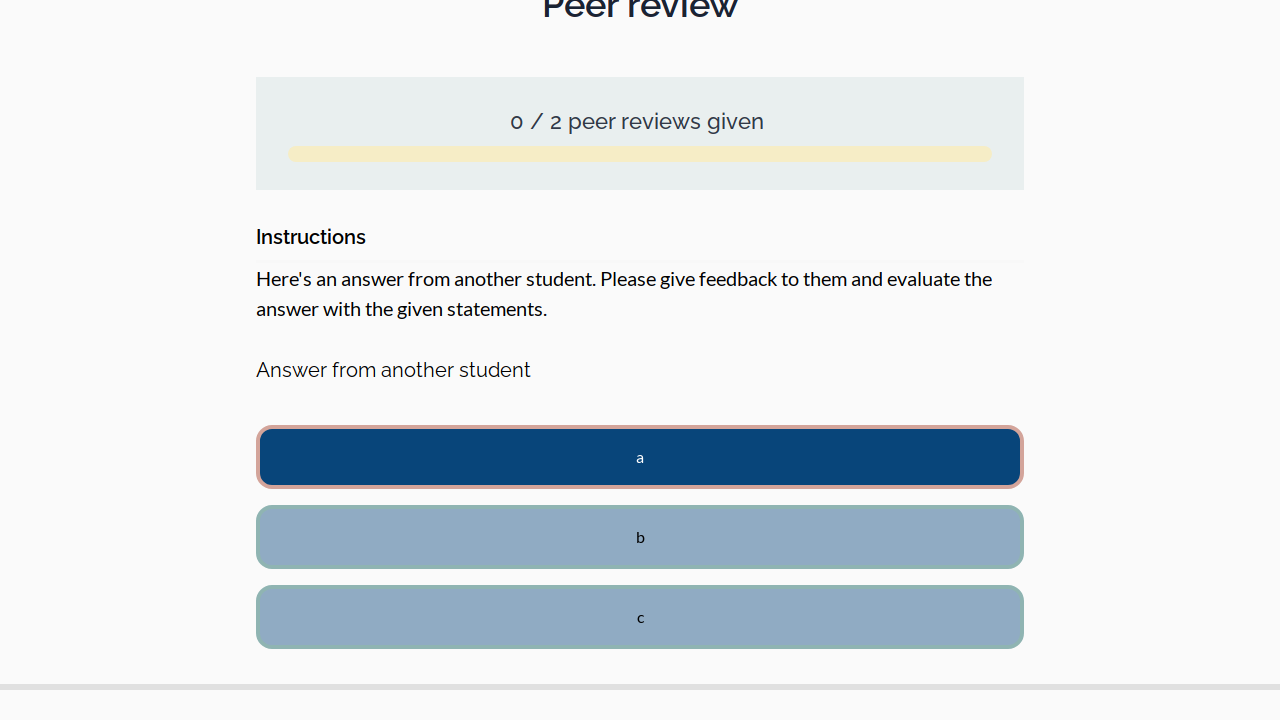 Peer review
0 / 2 peer reviews given
Instructions
Here's an answer from another student. Please give feedback to them and evaluate the
answer with the given statements.
Answer from another student
a
b
c